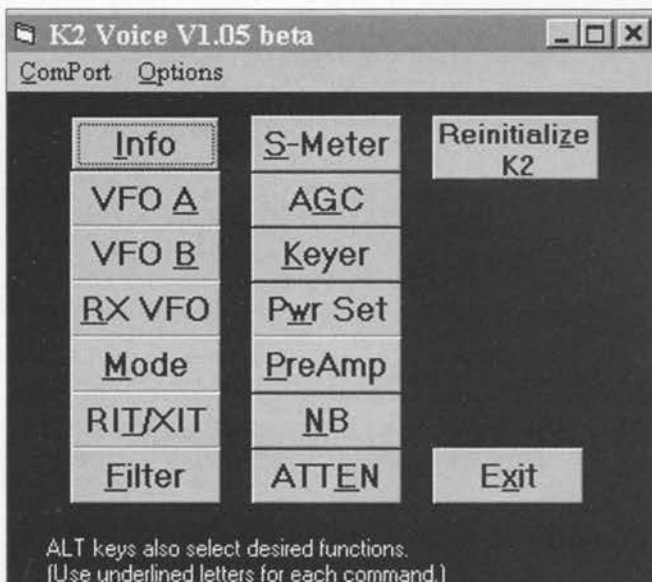 K2 Voice V1.05 beta
ComPort Options
Info
VFO A
VFO B
RX VFO
Mode
RIT/XIT
Filter
S-Meter
AGC
Keyer
Pwr Set
PreAmp
NB
ATTEN
Reinitialize
K2
Exit
ALT keys also select desired functions.
(Use underlined letters for each command.)